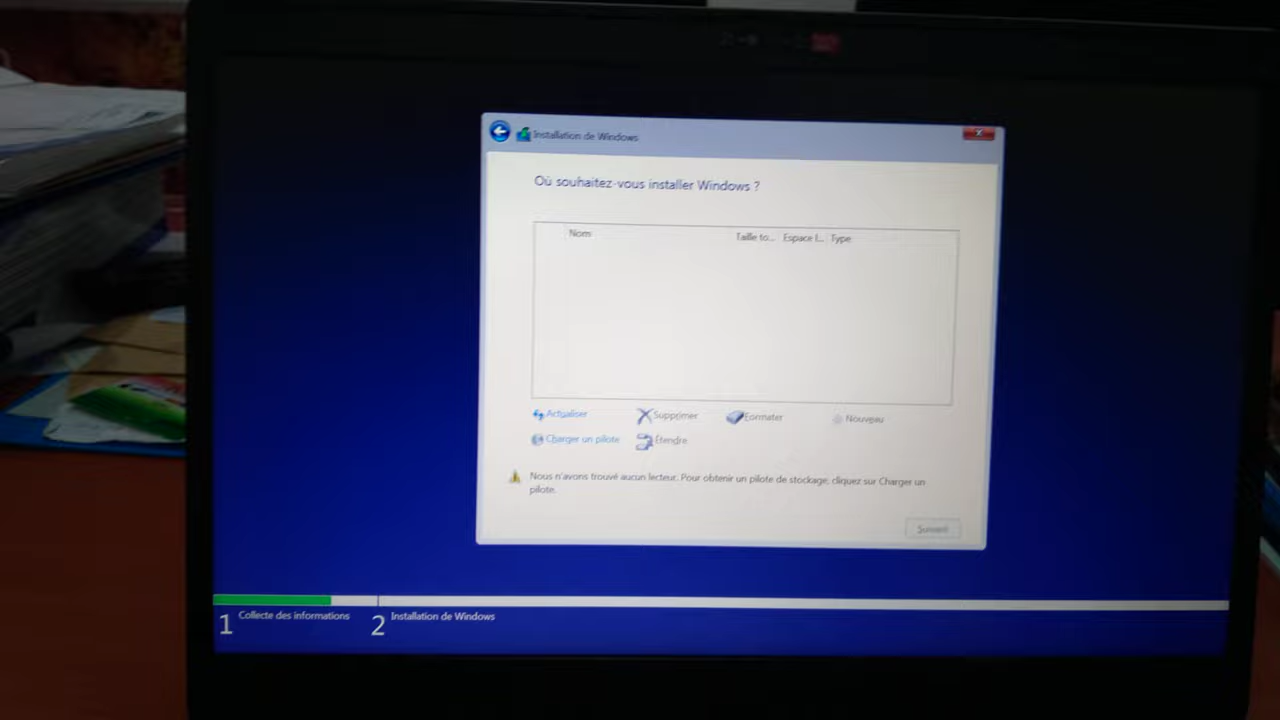 Installation de Windows
Où souhaitez-vous installer Windows ?
Nom Taille to... Espace l... Type
Actualiser Supprimer Formater Nouveau
Charger un pilote Étendre
Nous n'avons trouvé aucun lecteur. Pour obtenir un pilote de stockage, cliquez sur Charger un
pilote.
Suivant
1 Collecte des informations 2 Installation de Windows